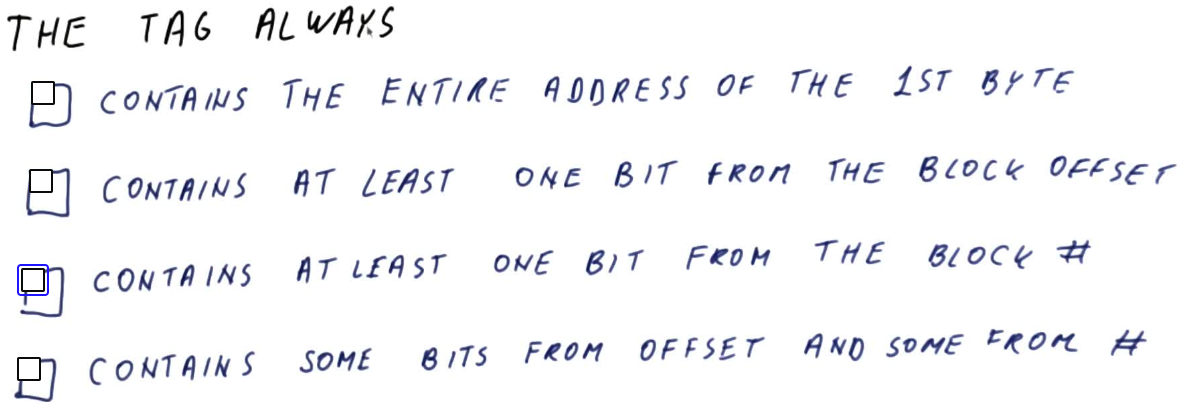 THE TAG ALWAYS
CONTAINS THE ENTIRE ADDRESS OF THE 1ST BYTE
CONTAINS AT LEAST ONE BIT FROM THE BLOCK OFFSET
CONTAINS AT LEAST ONE BIT FROM THE BLOCK #
CONTAINS SOME BITS FROM OFFSET AND SOME FROM #